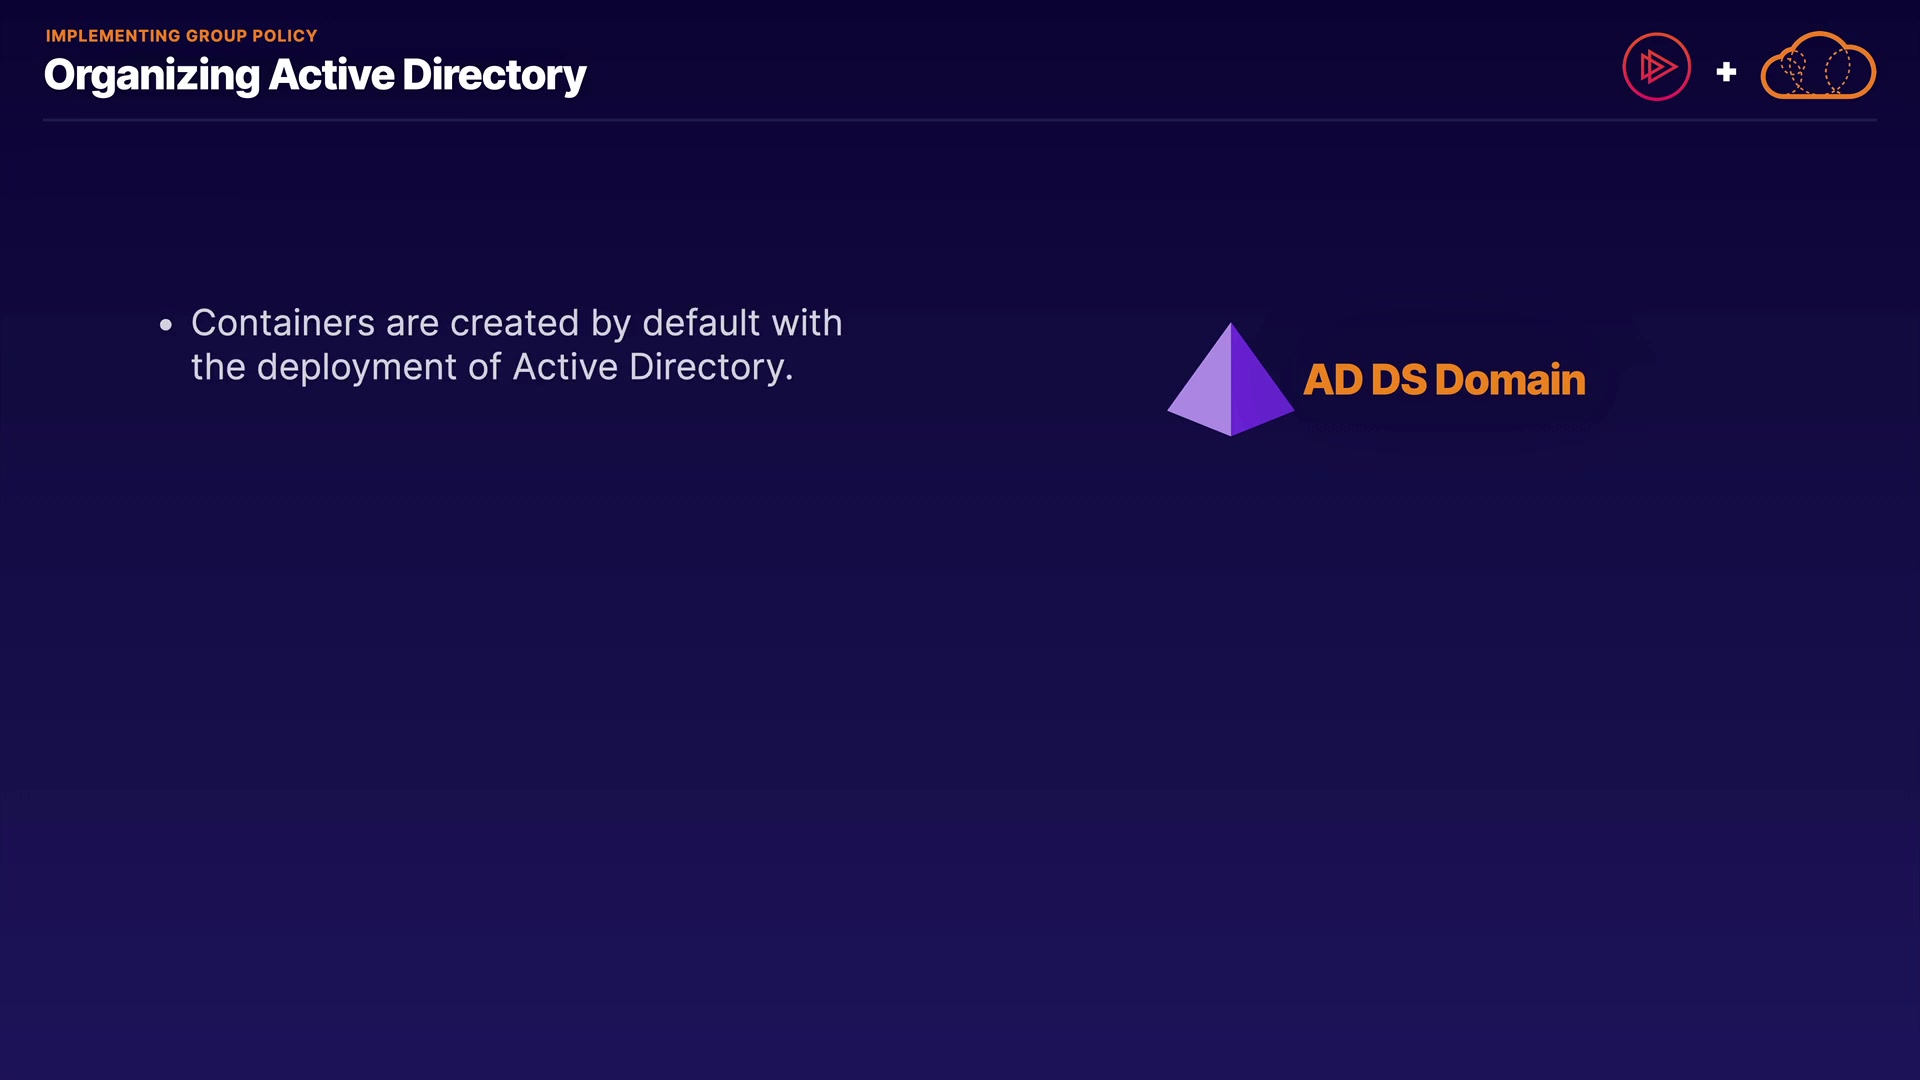 IMPLEMENTING GROUP POLICY
Organizing Active Directory
+
• Containers are created by default with
the deployment of Active Directory.
AD DS Domain